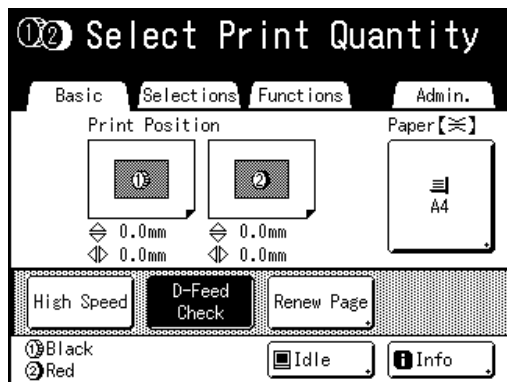 ①② Select Print Quantity
Basic Selections Functions Admin.
Print Position Paper【≍】
① ②
0.0mm 0.0mm
0.0mm 0.0mm
A4
High Speed D-Feed Check Renew Page
①Black
②Red
Idle Info